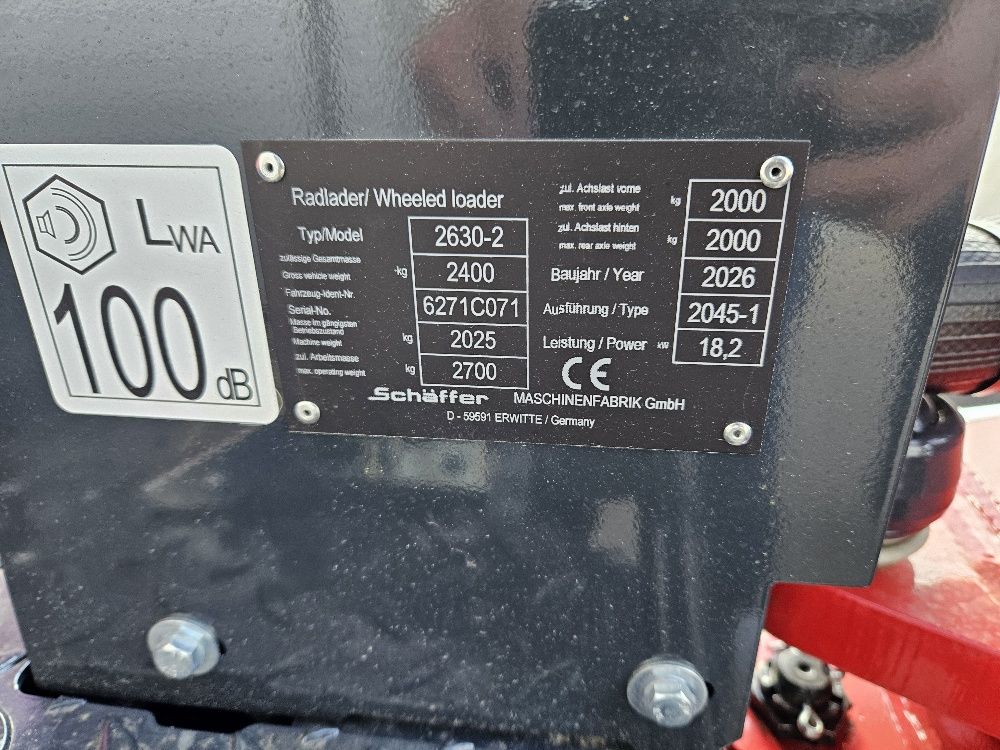 LWA
100 dB
Radlader/ Wheeled loader
Typ/Model 2630-2
zulässige Gesamtmasse
Gross vehicle weight -kg 2400
Fahrzeug-Ident-Nr.
Serial-No. 6271C071
Masse im gängigsten
Betriebszustand
Machine weight kg 2025
zul. Arbeitsmasse
max. operating weight kg 2700
zul. Achslast vorne
max. front axle weight kg 2000
zul. Achslast hinten
max. rear axle weight kg 2000
Baujahr / Year 2026
Ausführung / Type 2045-1
Leistung / Power kW 18,2
CE
Schäffer MASCHINENFABRIK GmbH
D - 59591 ERWITTE / Germany